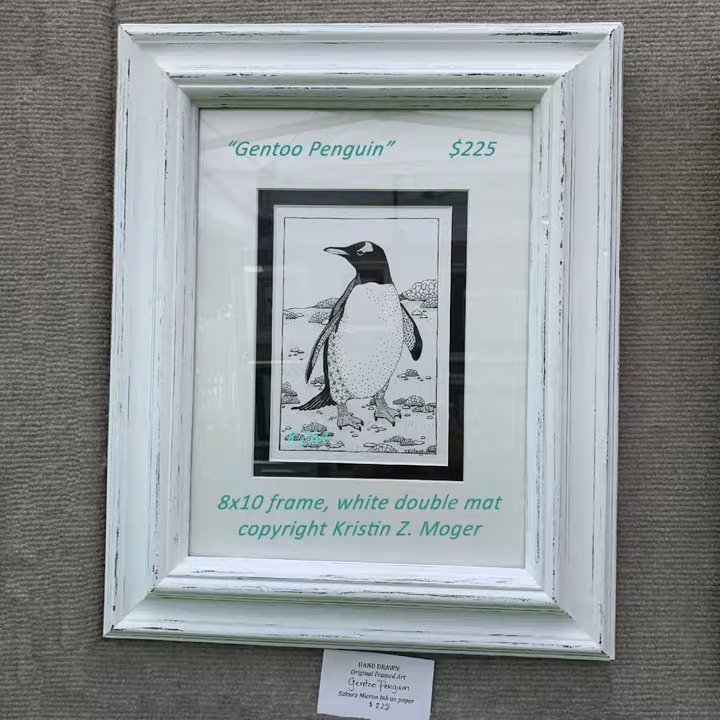 “Gentoo Penguin” $225
KZM
8x10 frame, white double mat
copyright Kristin Z. Moger
HAND DRAWN
Original Framed Art
Gentoo Penguin
Sakura Micron Ink on paper
$ 225